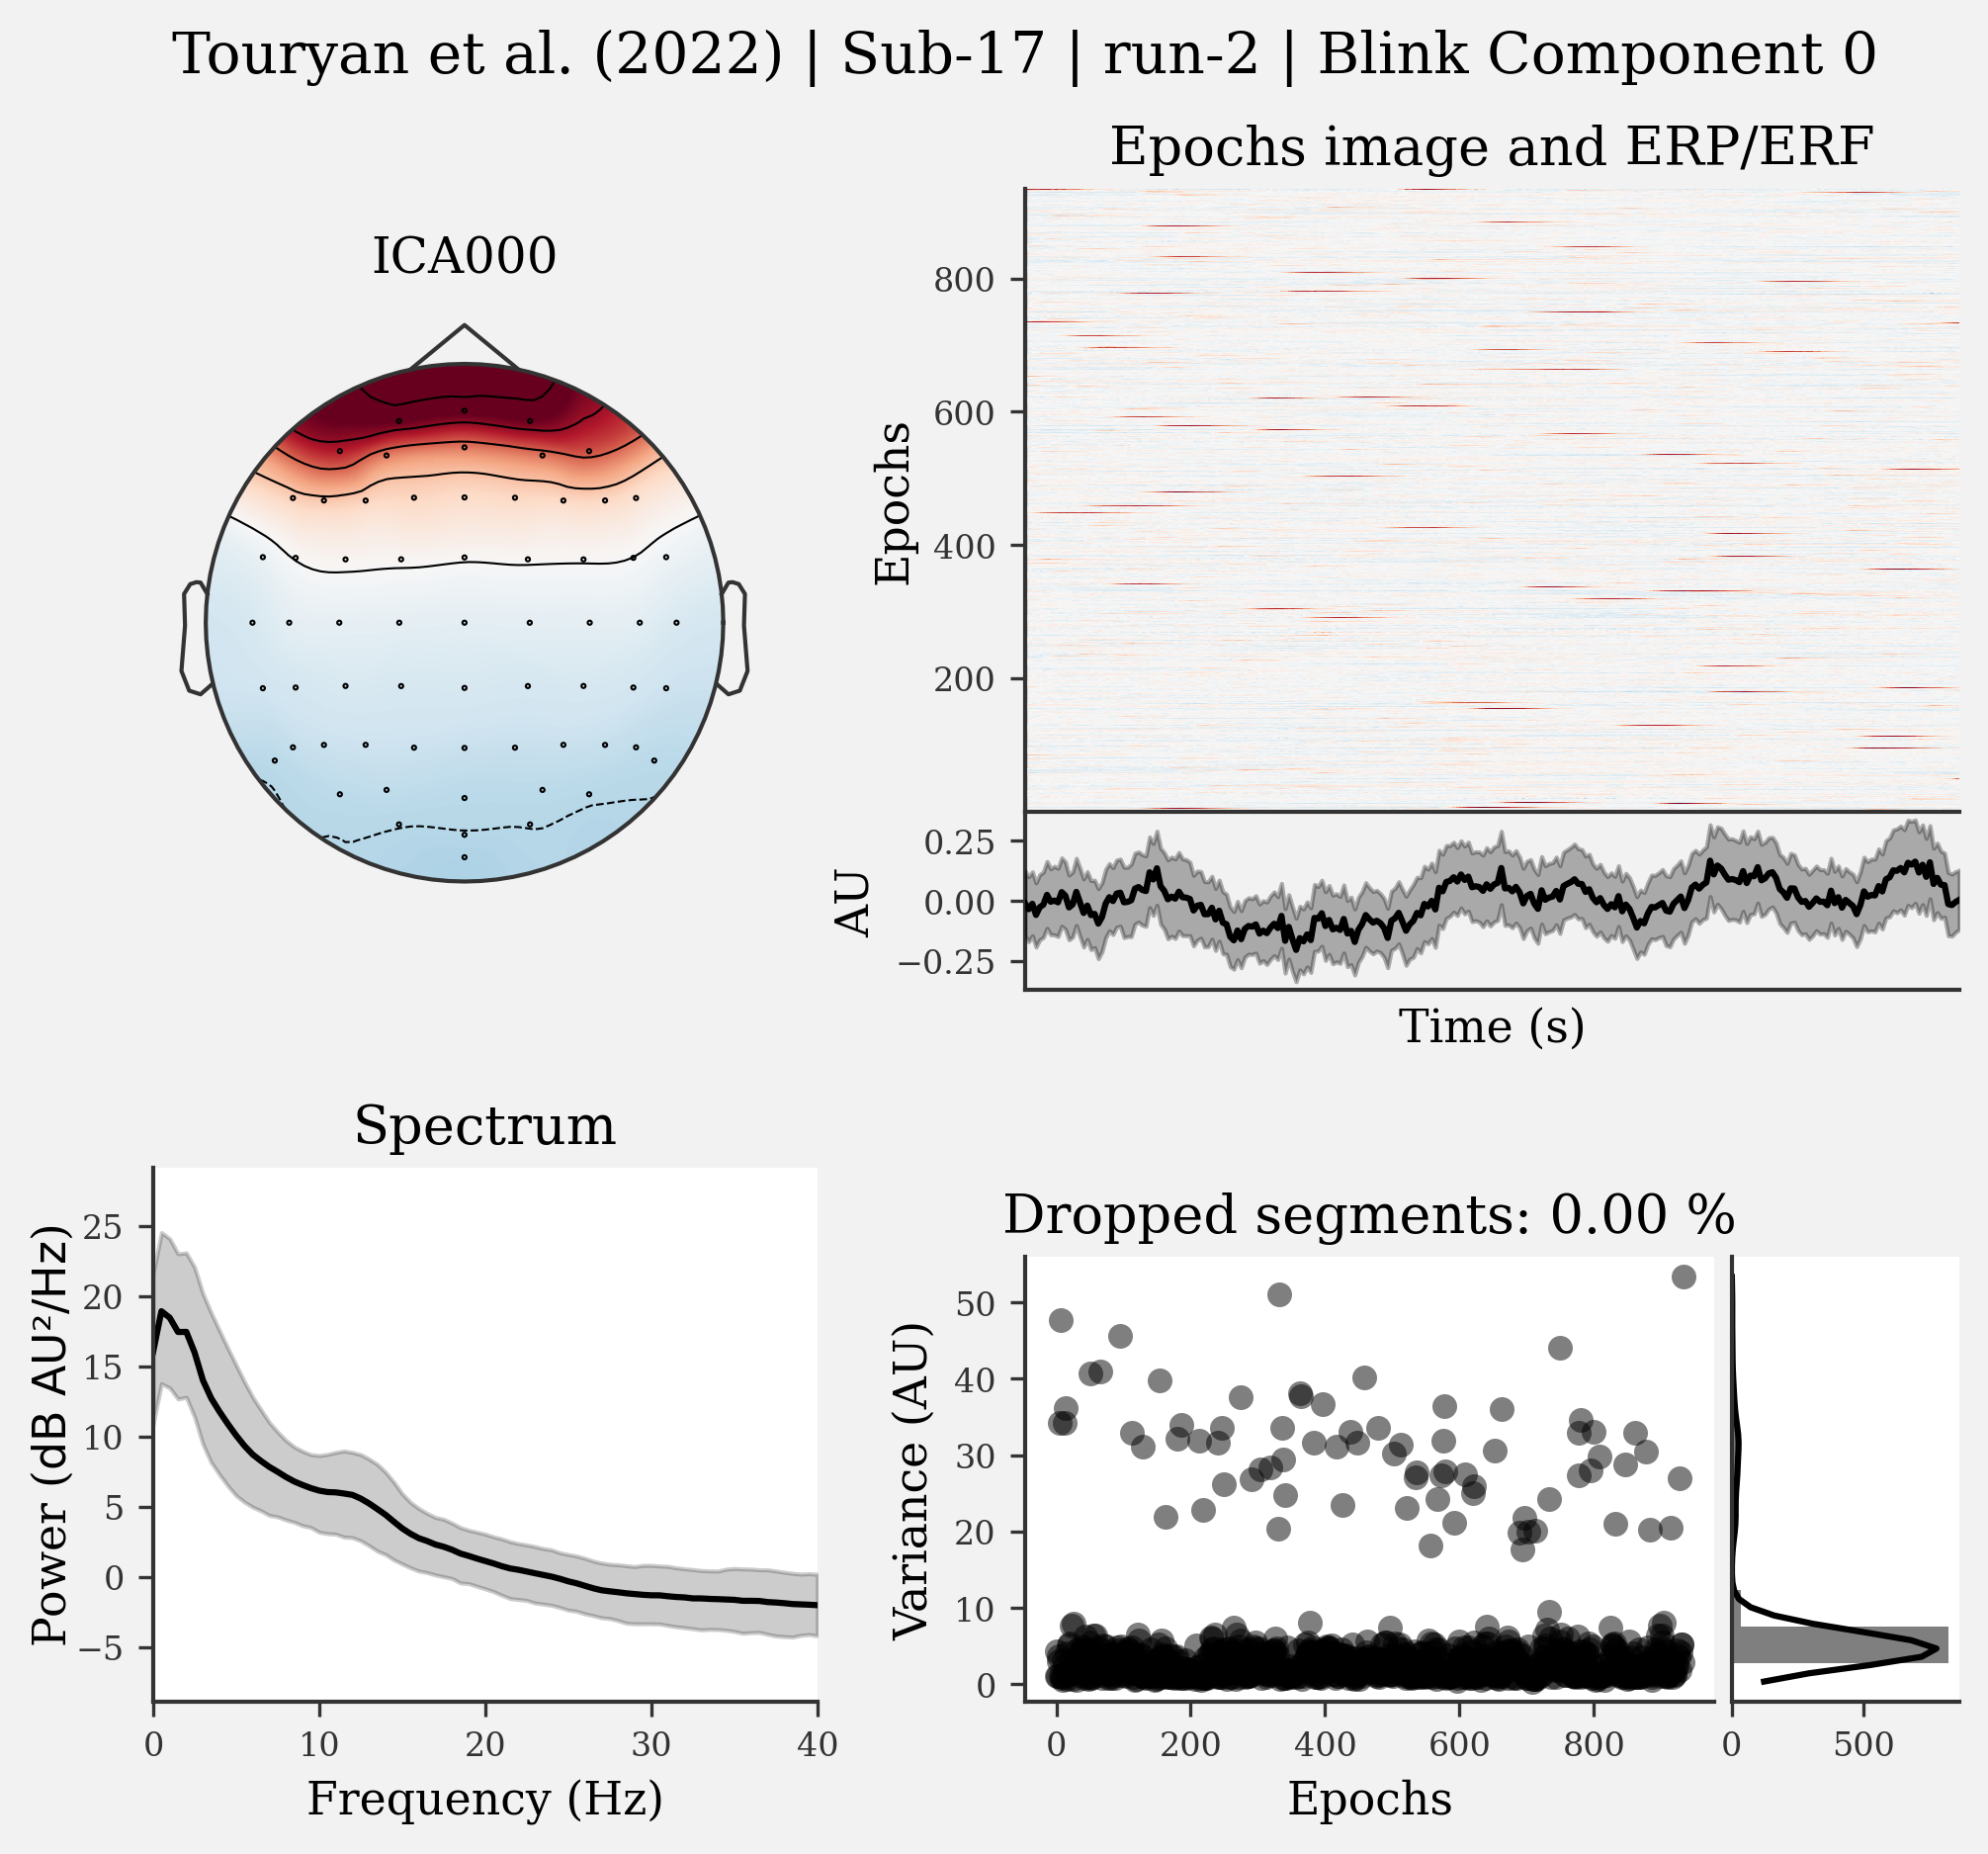 Touryan et al. (2022) | Sub-17 | run-2 | Blink Component 0
ICA000
Epochs image and ERP/ERF
Epochs
800
600
400
200
AU
0.25
0.00
−0.25
Time (s)
Spectrum
Power (dB AU²/Hz)
25
20
15
10
5
0
−5
0 10 20 30 40
Frequency (Hz)
Dropped segments: 0.00 %
Variance (AU)
50
40
30
20
10
0
0 200 400 600 800
0 500
Epochs